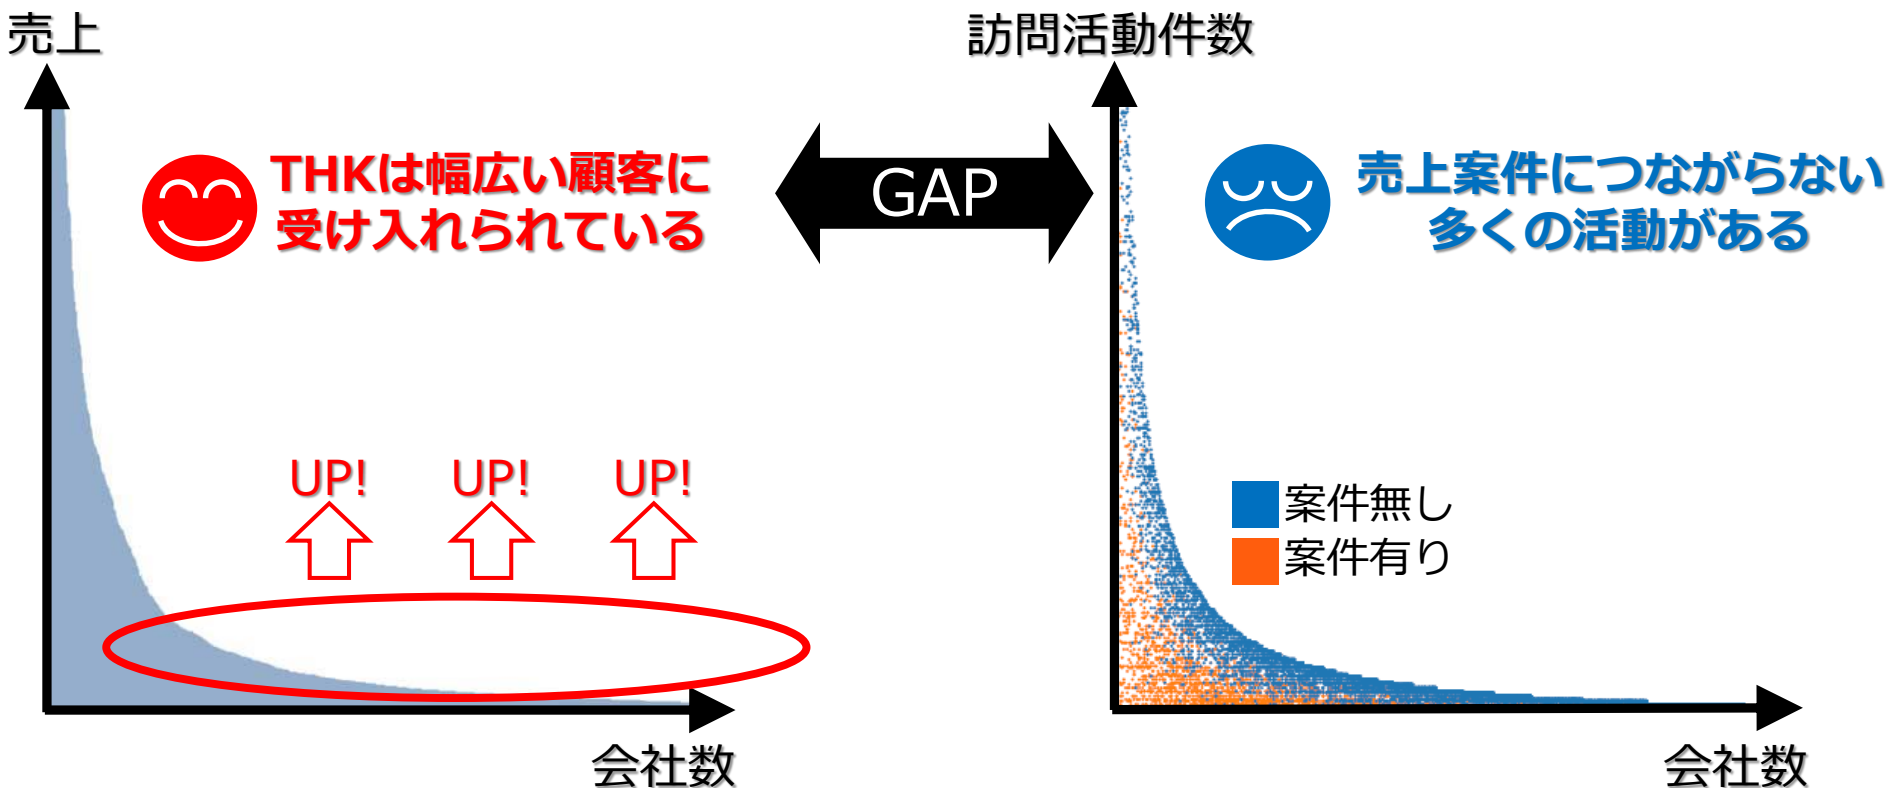 売上
THKは幅広い顧客に
受け入れられている
UP!
UP!
UP!
会社数
GAP
訪問活動件数
売上案件につながらない
多くの活動がある
案件無し
案件有り
会社数